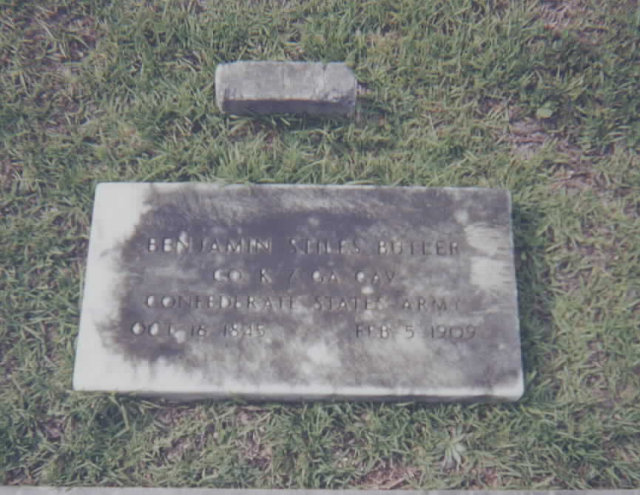 BENJAMIN STILES BUTLER
CO K 7 GA CAV
CONFEDERATE STATES ARMY
OCT 16 1845 FEB 5 1909